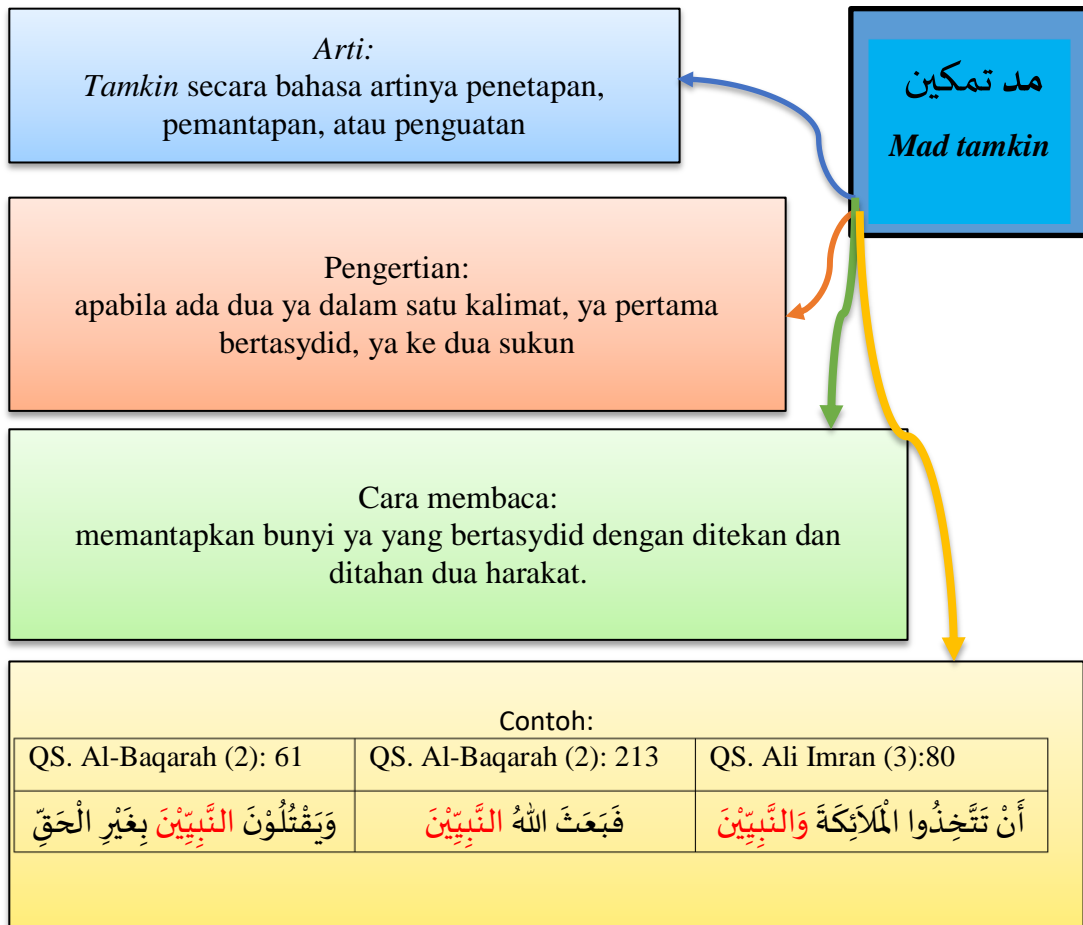 مد تمكين
Mad tamkin
Arti:
Tamkin secara bahasa artinya penetapan,
pemantapan, atau penguatan
Pengertian:
apabila ada dua ya dalam satu kalimat, ya pertama
bertasydid, ya ke dua sukun
Cara membaca:
memantapkan bunyi ya yang bertasydid dengan ditekan dan
ditahan dua harakat.
Contoh:
QS. Al-Baqarah (2): 61
QS. Al-Baqarah (2): 213
QS. Ali Imran (3):80
وَيَقْتُلُوْنَ النَّبِيِّيْنَ بِغَيْرِ الْحَقِّ
فَبَعَثَ اللهُ النَّبِيِّيْنَ
أَنْ تَتَّخِذُوا الْمَلَائِكَةَ وَالنَّبِيِّيْنَ